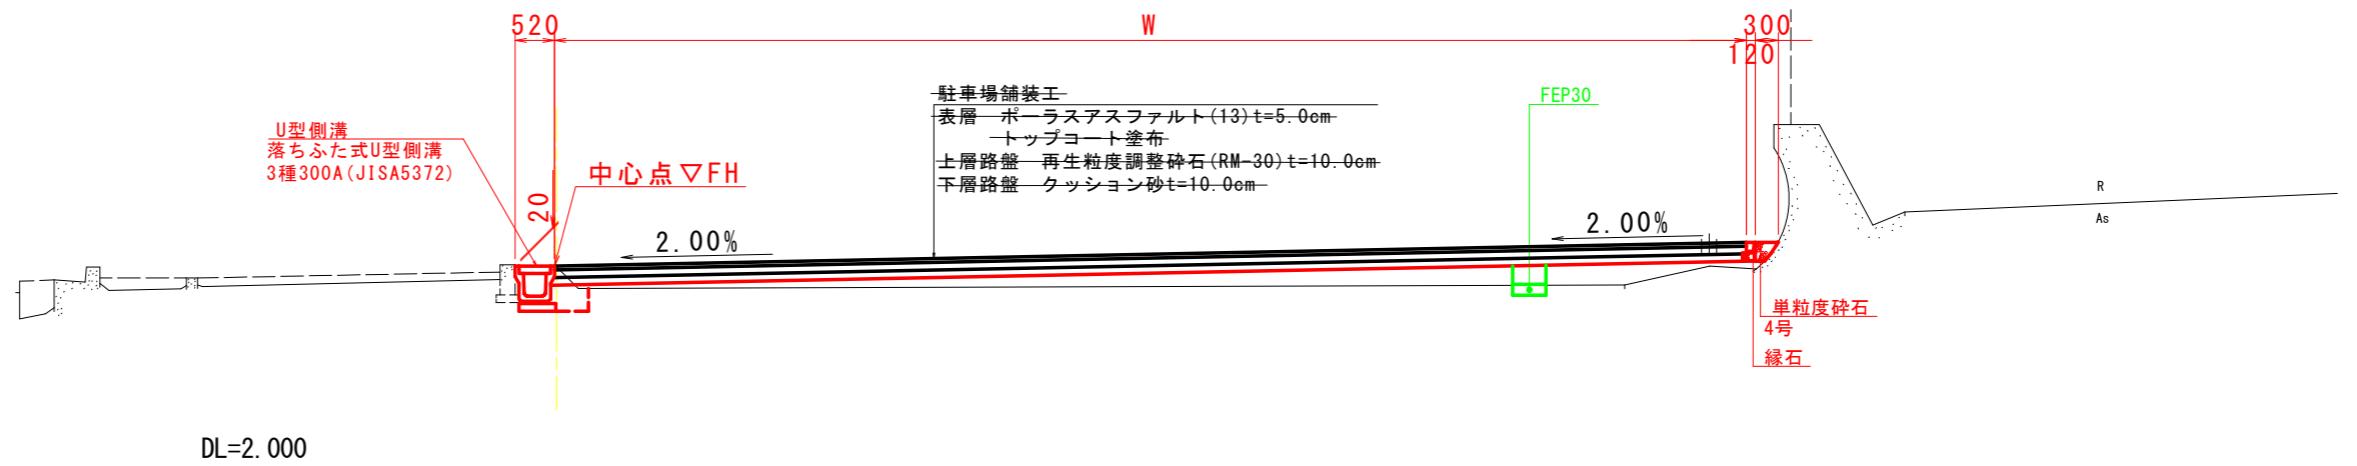 520
W
300
120
駐車場舗装工
表層 ポーラスアスファルト(13)t=5.0cm
トップコート塗布
上層路盤 再生粒度調整砕石(RM-30)t=10.0cm
下層路盤 クッション砂t=10.0cm
FEP30
U型側溝
落ちふた式U型側溝
3種300A(JISA5372)
中心点▽FH
20
2.00%
2.00%
R
As
単粒度砕石
4号
縁石
DL=2.000